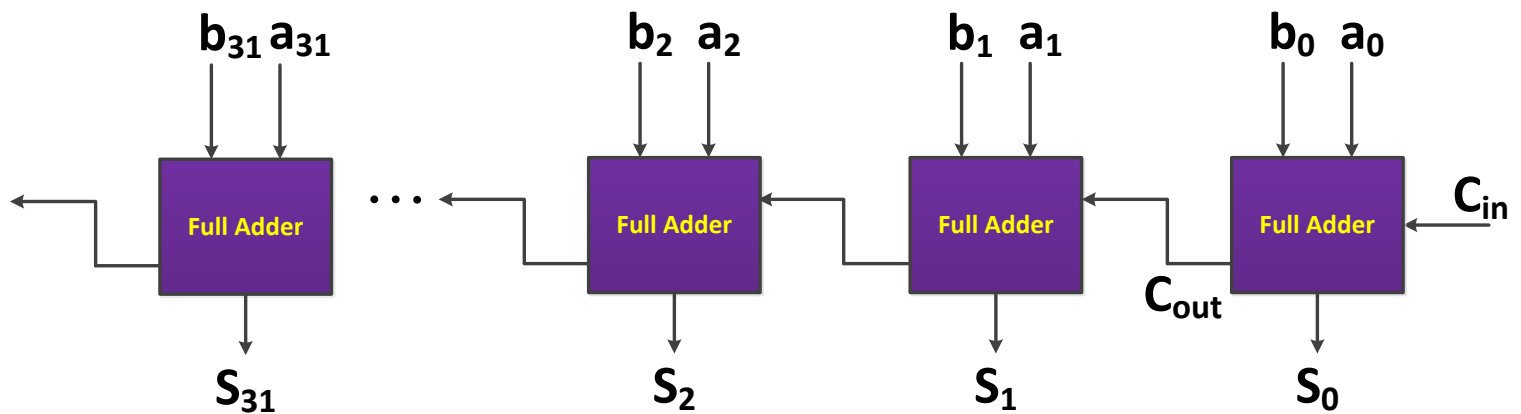 b₃₁ a₃₁ b₂ a₂ b₁ a₁ b₀ a₀
Full Adder ... Full Adder Full Adder Full Adder Cᵢₙ
Cₒᵤₜ
S₃₁ S₂ S₁ S₀